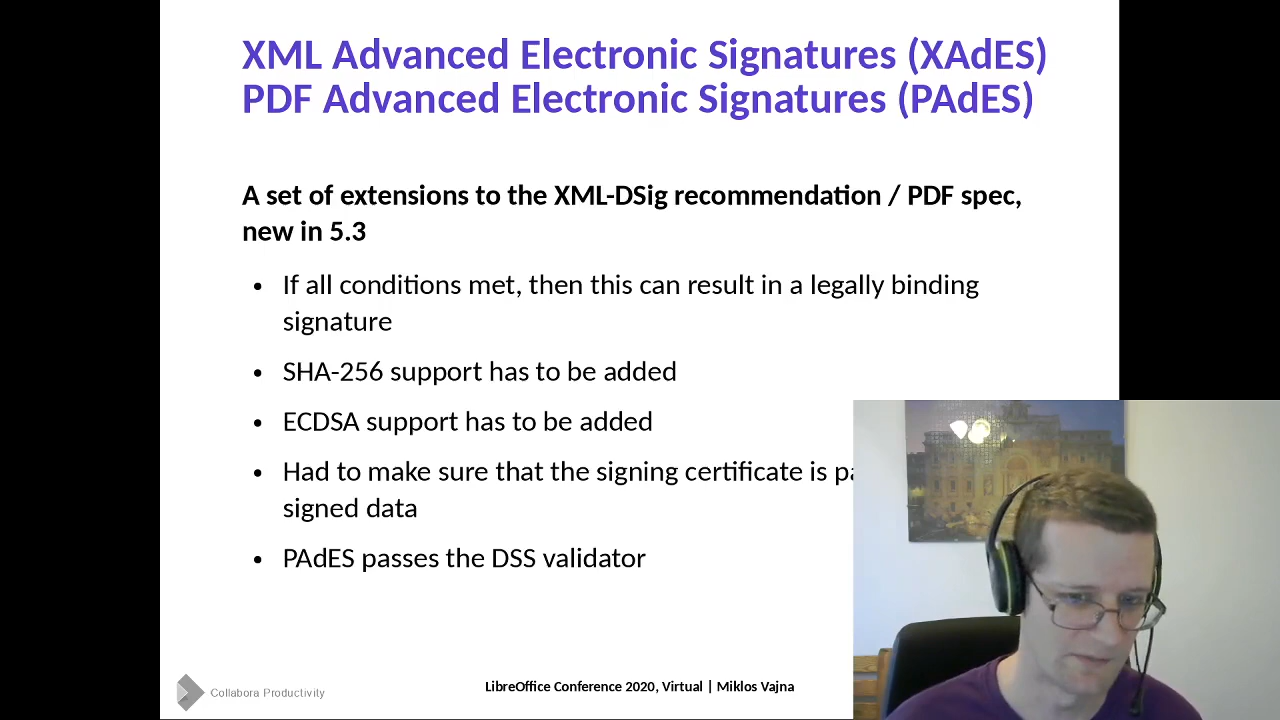 XML Advanced Electronic Signatures (XAdES)
PDF Advanced Electronic Signatures (PAdES)
A set of extensions to the XML-DSig recommendation / PDF spec,
new in 5.3
• If all conditions met, then this can result in a legally binding
signature
• SHA-256 support has to be added
• ECDSA support has to be added
• Had to make sure that the signing certificate is
signed data
• PAdES passes the DSS validator
Collabora Productivity
LibreOffice Conference 2020, Virtual | Miklos Vajna